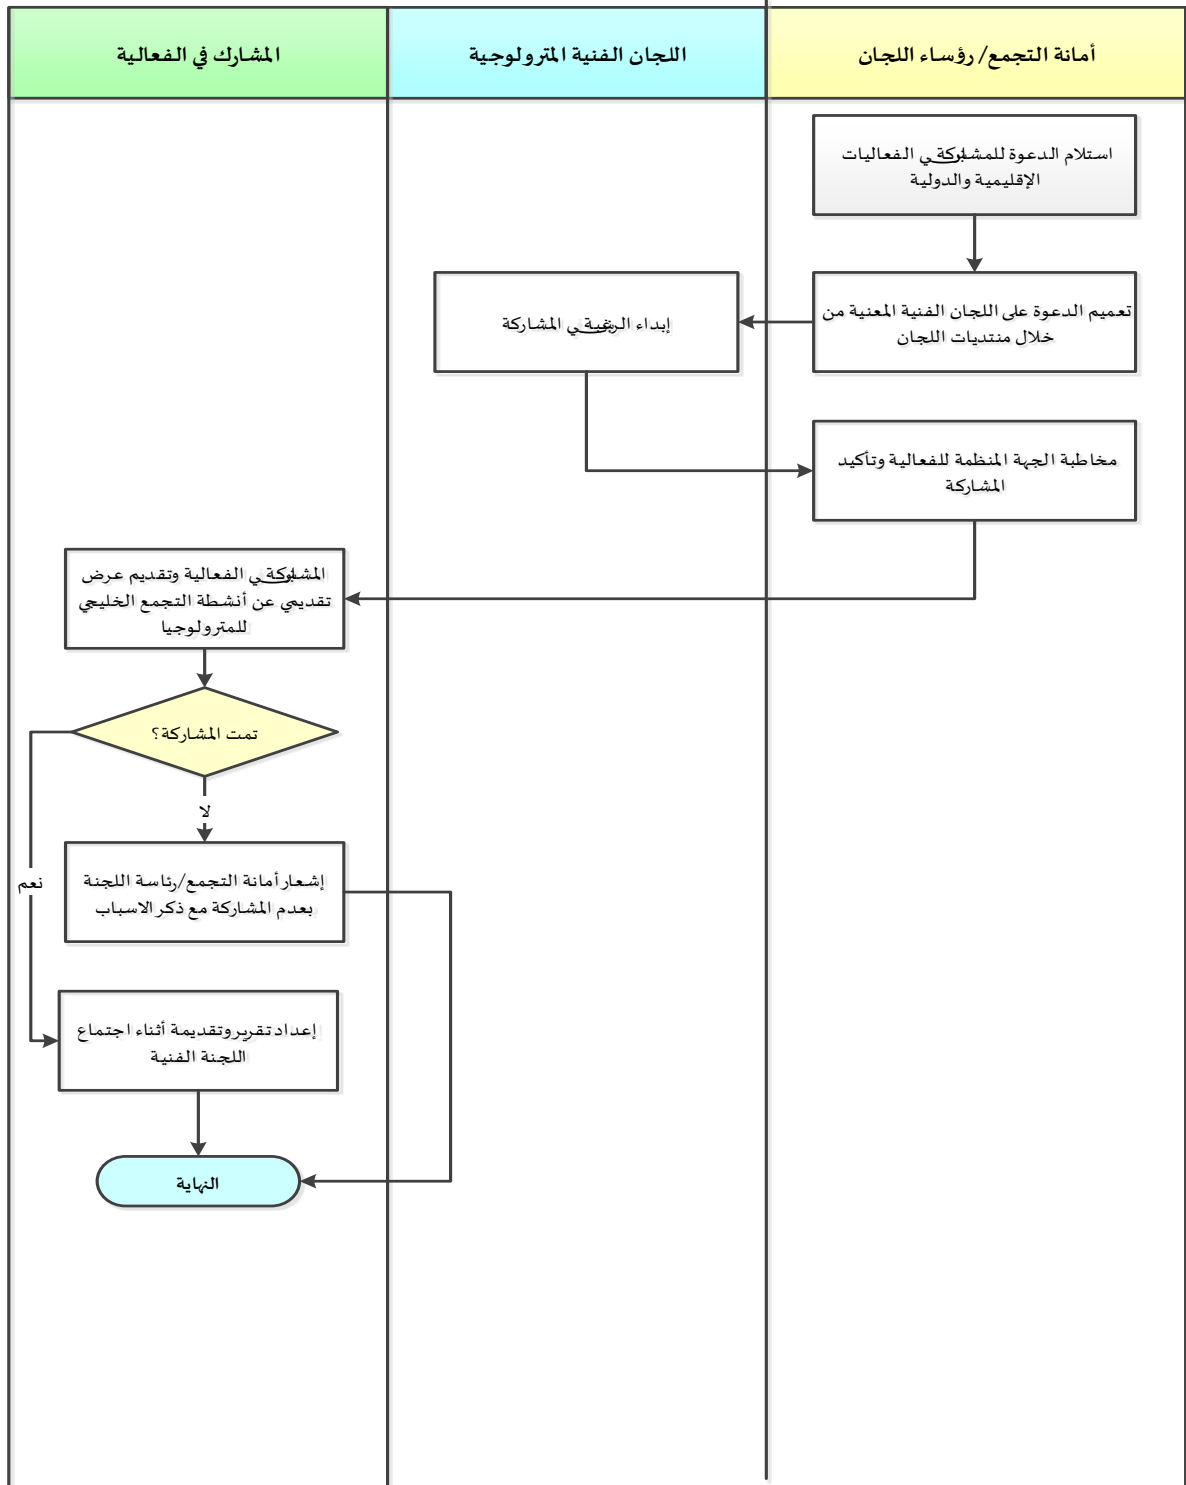 أمانة التجمع/ رؤساء اللجان
اللجان الفنية المترولوجية
المشارك في الفعالية
استلام الدعوة للمشاركة في الفعاليات
الإقليمية والدولية
تعميم الدعوة على اللجان الفنية المعنية من
خلال منتديات اللجان
إبداء الرغبة في المشاركة
مخاطبة الجهة المنظمة للفعالية وتأكيد
المشاركة
المشاركة في الفعالية وتقديم عرض
تقديمي عن أنشطة التجمع الخليجي
للمترولوجيا
تمت المشاركة؟
لا
نعم
إشعار أمانة التجمع/رئاسة اللجنة
بعدم المشاركة مع ذكر الاسباب
إعداد تقرير وتقديمة أثناء اجتماع
اللجنة الفنية
النهاية